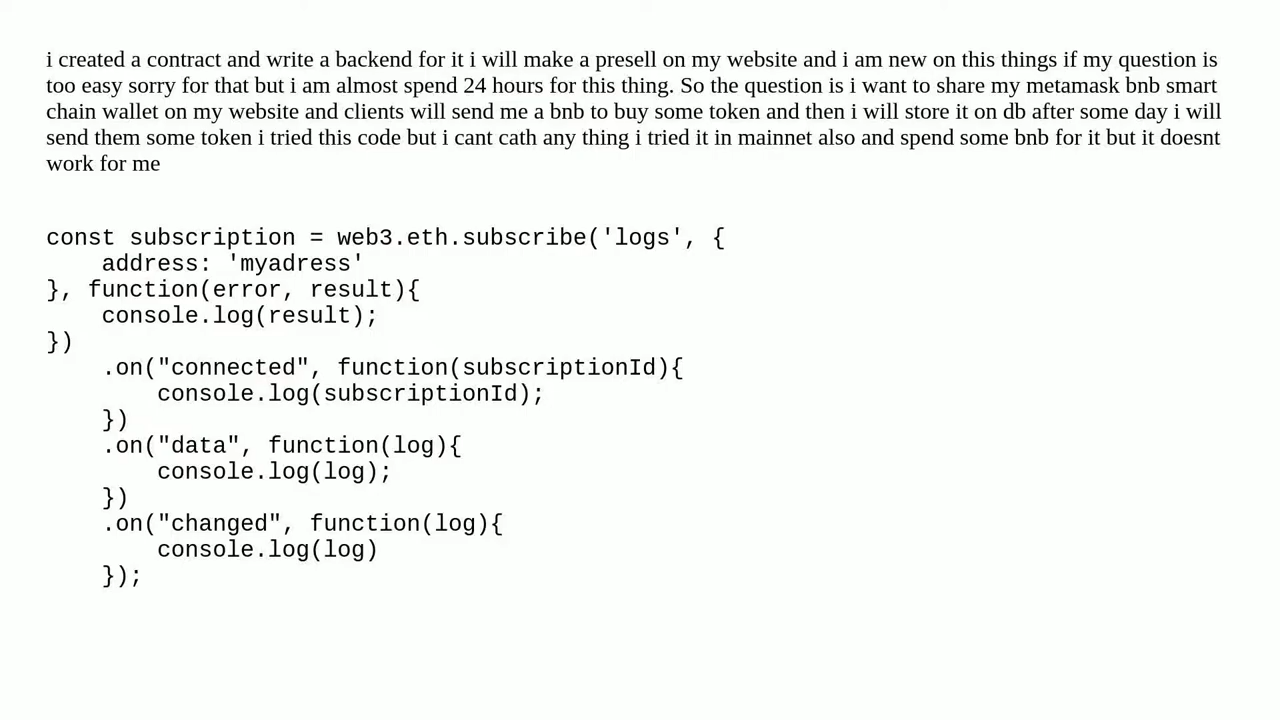 i created a contract and write a backend for it i will make a presell on my website and i am new on this things if my question is
too easy sorry for that but i am almost spend 24 hours for this thing. So the question is i want to share my metamask bnb smart
chain wallet on my website and clients will send me a bnb to buy some token and then i will store it on db after some day i will
send them some token i tried this code but i cant cath any thing i tried it in mainnet also and spend some bnb for it but it doesnt
work for me
const subscription = web3.eth.subscribe('logs', {
    address: 'myadress'
}, function(error, result){
    console.log(result);
})
    .on("connected", function(subscriptionId){
        console.log(subscriptionId);
    })
    .on("data", function(log){
        console.log(log);
    })
    .on("changed", function(log){
        console.log(log)
    });